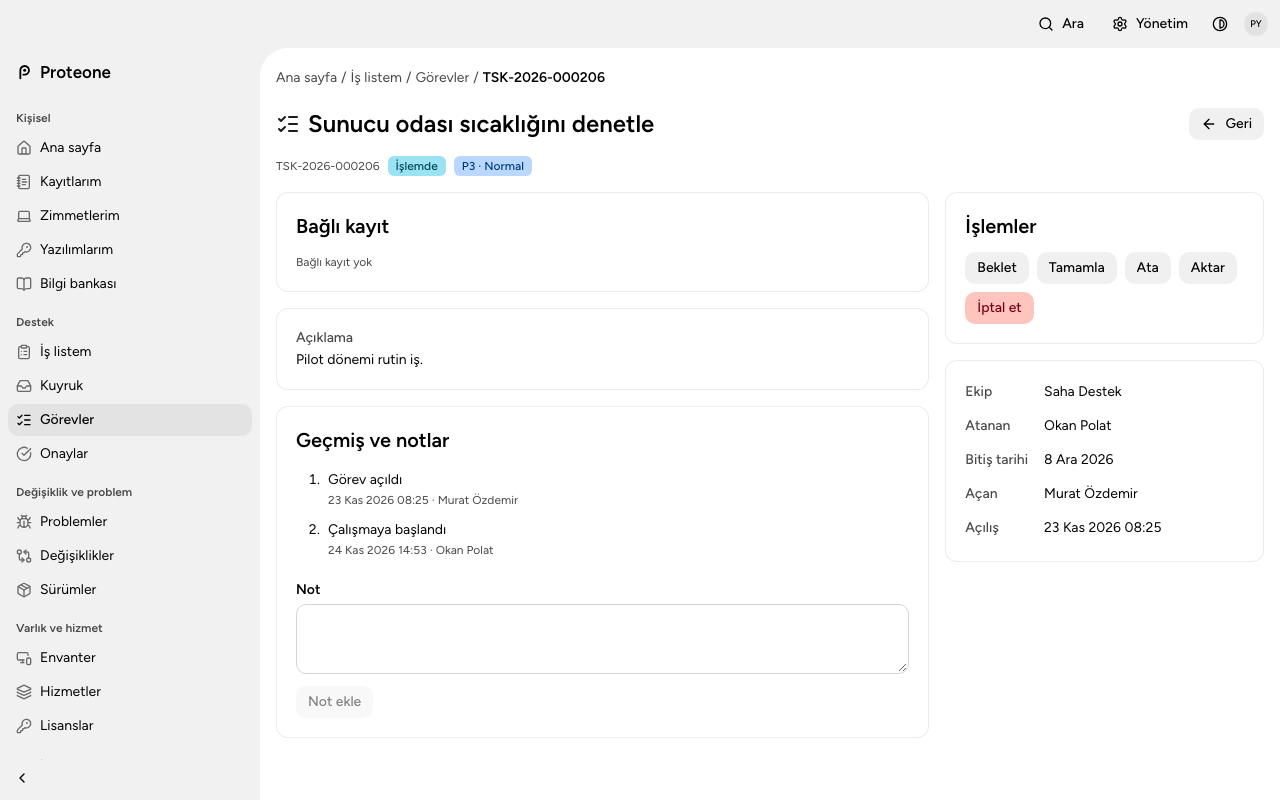 Ara
Yönetim
PY
Proteone
Kişisel
Ana sayfa
Kayıtlarım
Zimmetlerim
Yazılımlarım
Bilgi bankası
Destek
İş listem
Kuyruk
Görevler
Onaylar
Değişiklik ve problem
Problemler
Değişiklikler
Sürümler
Varlık ve hizmet
Envanter
Hizmetler
Lisanslar
Ana sayfa / İş listem / Görevler / TSK-2026-000206
Sunucu odası sıcaklığını denetle
Geri
TSK-2026-000206 İşlemde P3 · Normal
Bağlı kayıt
Bağlı kayıt yok
Açıklama
Pilot dönemi rutin iş.
Geçmiş ve notlar
1. Görev açıldı
23 Kas 2026 08:25 · Murat Özdemir
2. Çalışmaya başlandı
24 Kas 2026 14:53 · Okan Polat
Not
Not ekle
İşlemler
Beklet Tamamla Ata Aktar
İptal et
Ekip Saha Destek
Atanan Okan Polat
Bitiş tarihi 8 Ara 2026
Açan Murat Özdemir
Açılış 23 Kas 2026 08:25